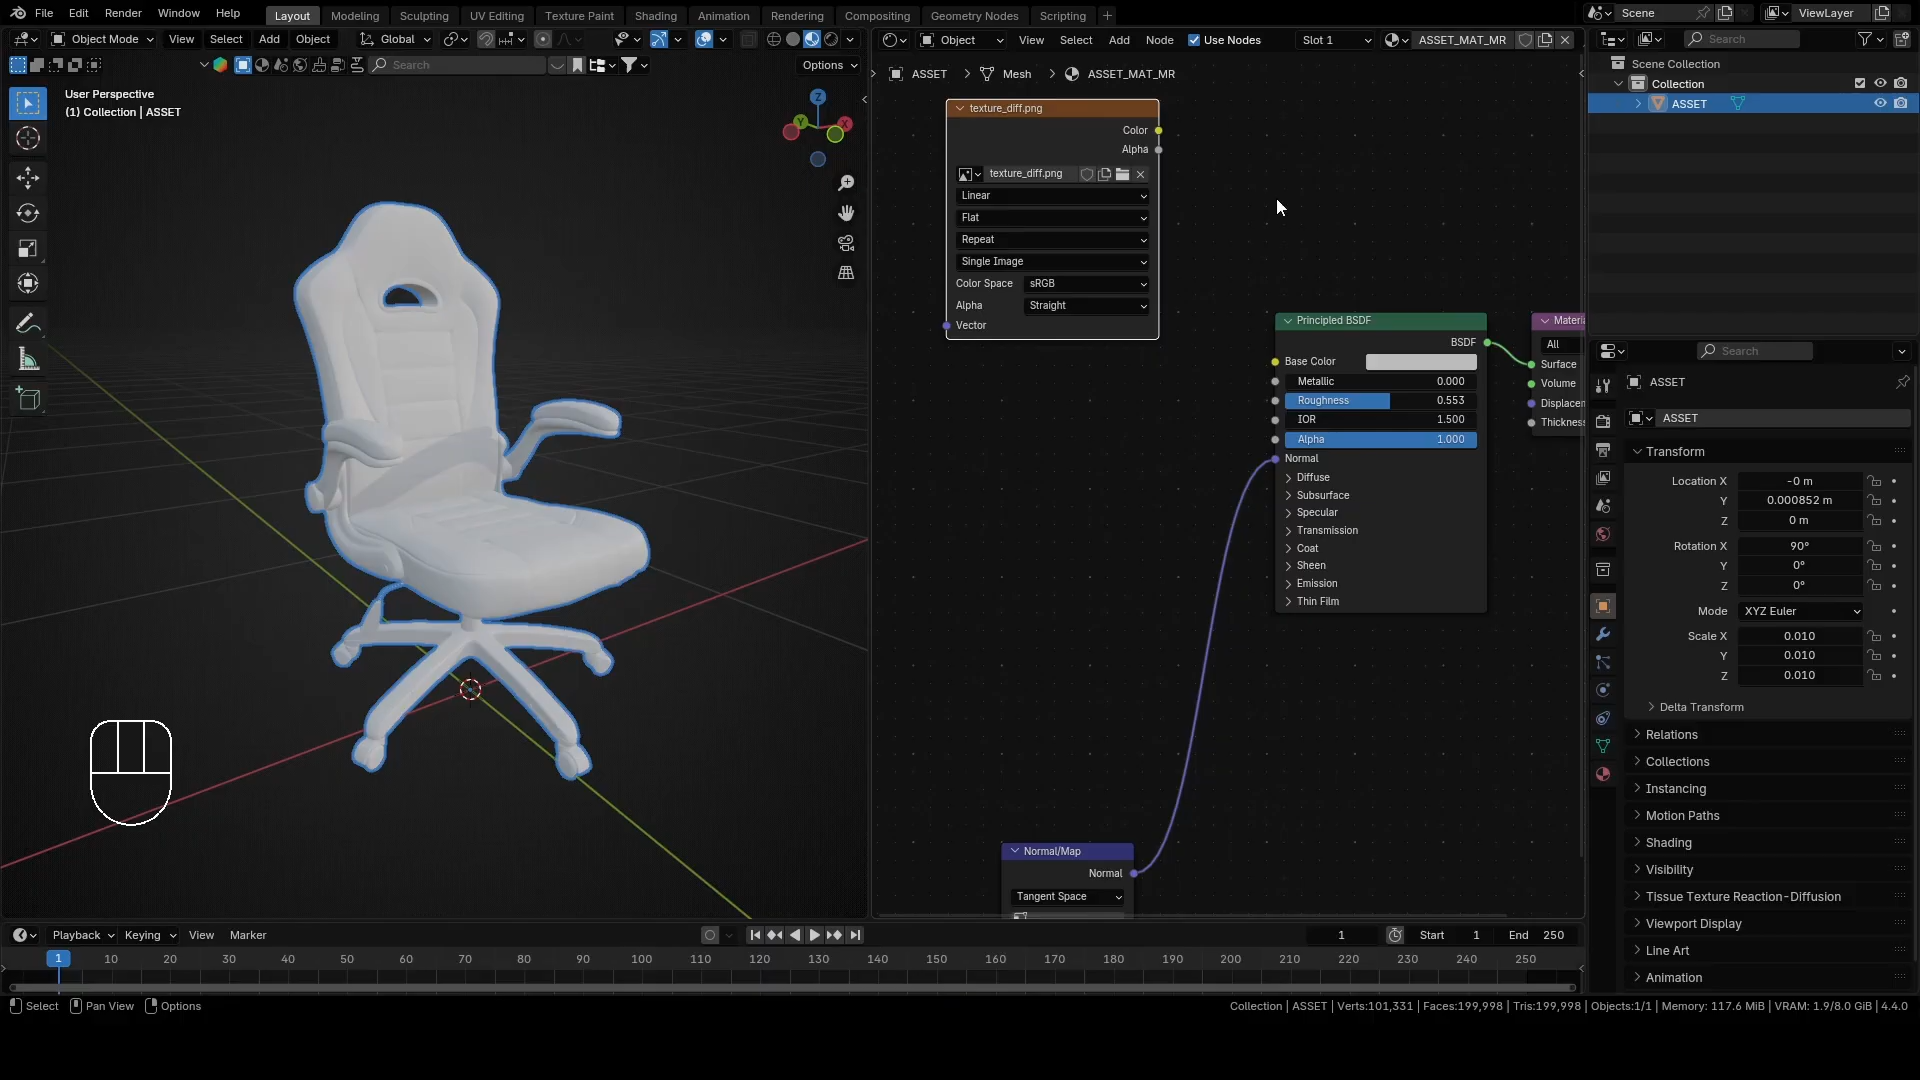 File Edit Render Window Help Layout Modeling Sculpting UV Editing Texture Paint Shading Animation Rendering Compositing Geometry Nodes Scripting + Scene ViewLayer
Object Mode View Select Add Object Global Object View Select Add Node Use Nodes Slot 1 ASSET_MAT_MR Search
Search Options
ASSET > Mesh > ASSET_MAT_MR
User Perspective
(1) Collection | ASSET
Z
Y
X
texture_diff.png
Color
Alpha
texture_diff.png
Linear
Flat
Repeat
Single Image
Color Space sRGB
Alpha Straight
Vector
Principled BSDF
BSDF
Base Color
Metallic 0.000
Roughness 0.553
IOR 1.500
Alpha 1.000
Normal
Diffuse
Subsurface
Specular
Transmission
Coat
Sheen
Emission
Thin Film
Materi
All
Surface
Volume
Displacen
Thickness
Normal/Map
Normal
Tangent Space
Scene Collection
Collection
ASSET
Search
ASSET
ASSET
Transform
Location X -0 m
Y 0.000852 m
Z 0 m
Rotation X 90°
Y 0°
Z 0°
Mode XYZ Euler
Scale X 0.010
Y 0.010
Z 0.010
Delta Transform
Relations
Collections
Instancing
Motion Paths
Shading
Visibility
Tissue Texture Reaction-Diffusion
Viewport Display
Line Art
Animation
Playback Keying View Marker 1 Start 1 End 250
1 10 20 30 40 50 60 70 80 90 100 110 120 130 140 150 160 170 180 190 200 210 220 230 240 250
Select Pan View Options Collection | ASSET | Verts:101,331 | Faces:199,998 | Tris:199,998 | Objects:1/1 | Memory: 117.6 MiB | VRAM: 1.9/8.0 GiB | 4.4.0